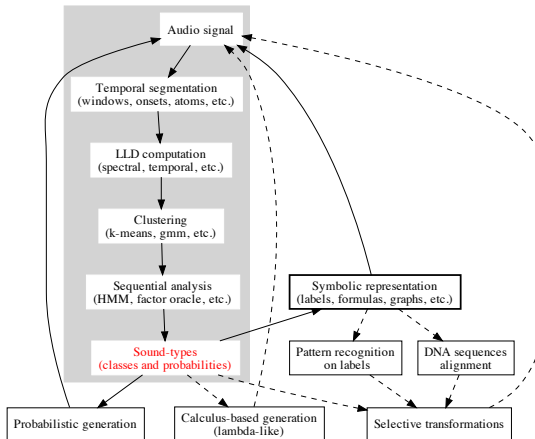 Audio signal
Temporal segmentation
(windows, onsets, atoms, etc.)
LLD computation
(spectral, temporal, etc.)
Clustering
(k-means, gmm, etc.)
Sequential analysis
(HMM, factor oracle, etc.)
Symbolic representation
(labels, formulas, graphs, etc.)
Sound-types
(classes and probabilities)
Pattern recognition
on labels
DNA sequences
alignment
Probabilistic generation
Calculus-based generation
(lambda-like)
Selective transformations